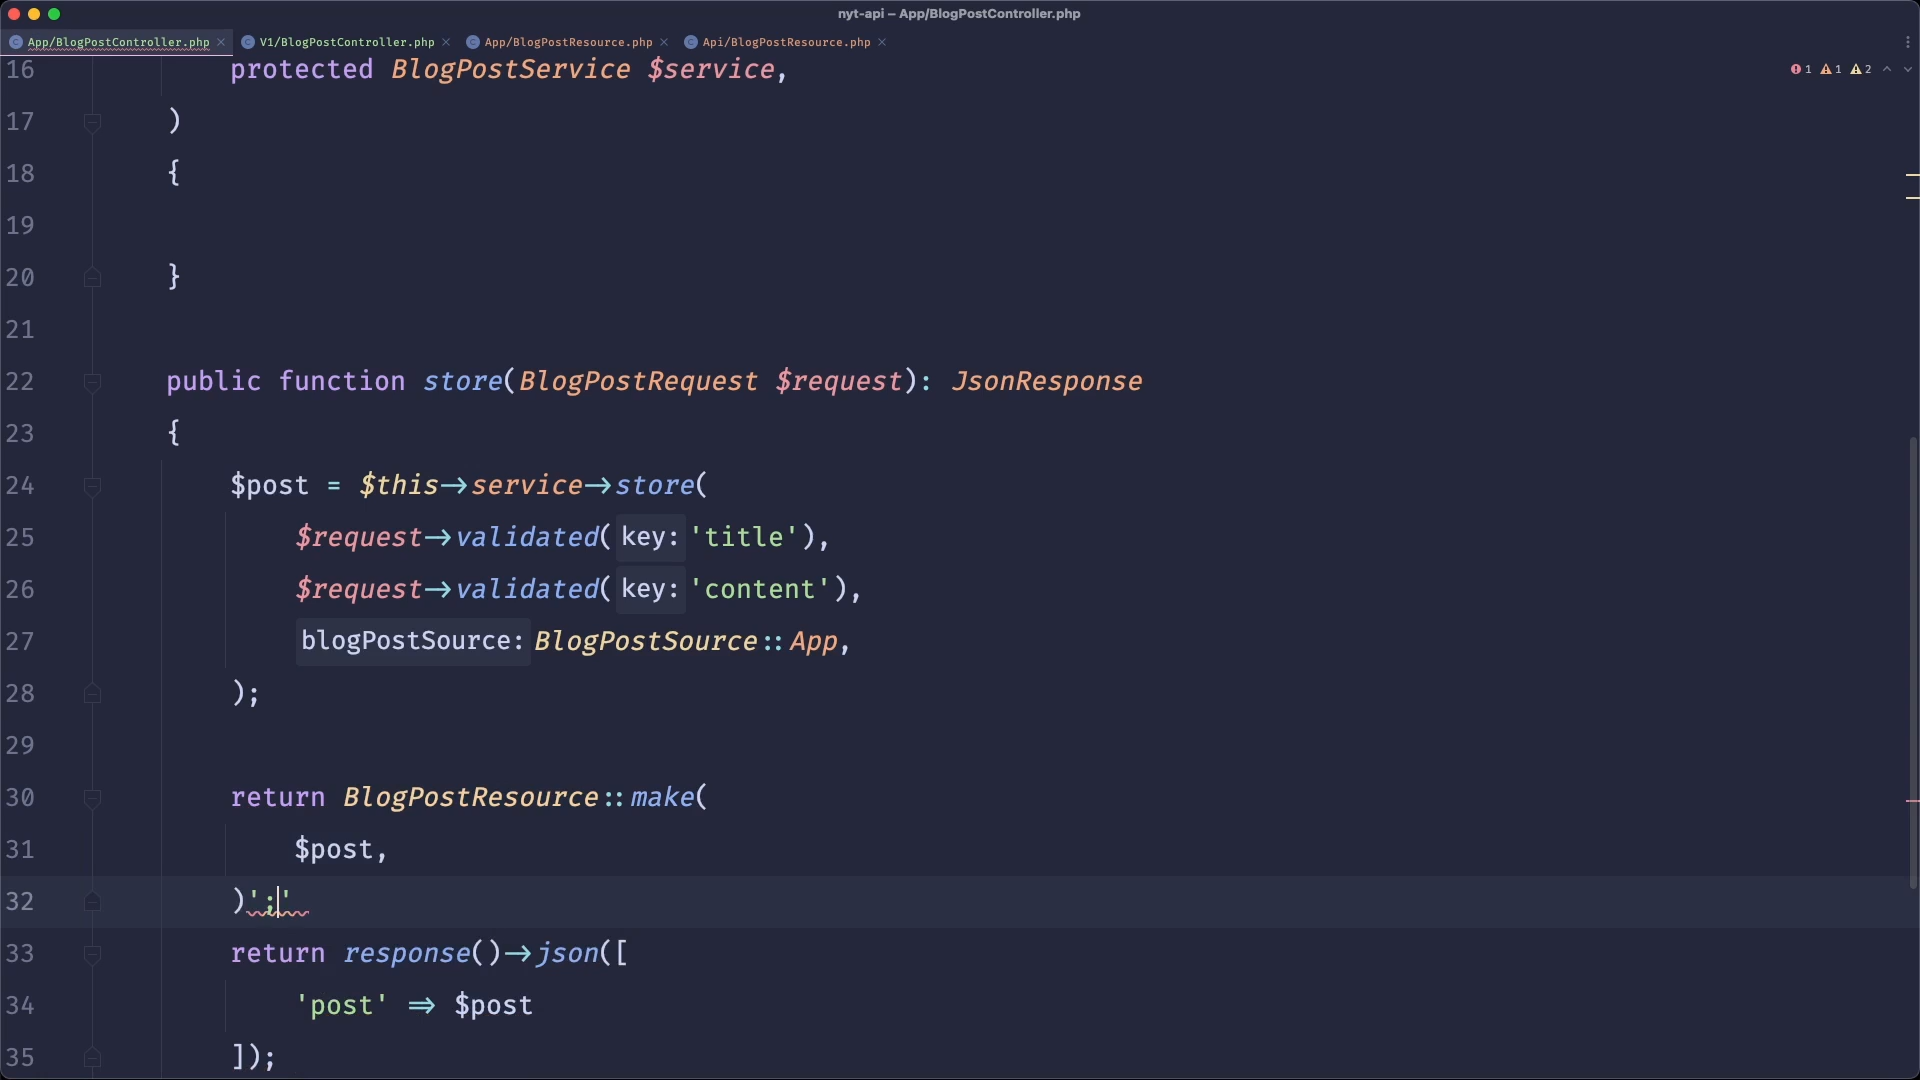 nyt-api – App/BlogPostController.php
App/BlogPostController.php V1/BlogPostController.php App/BlogPostResource.php Api/BlogPostResource.php
16 protected BlogPostService $service,
1 1 2
17 )
18 {
19
20 }
21
22 public function store(BlogPostRequest $request): JsonResponse
23 {
24 $post = $this->service->store(
25 $request->validated( key: 'title'),
26 $request->validated( key: 'content'),
27 blogPostSource: BlogPostSource::App,
28 );
29
30 return BlogPostResource::make(
31 $post,
32 )';'
33 return response()->json([
34 'post' => $post
35 ]);